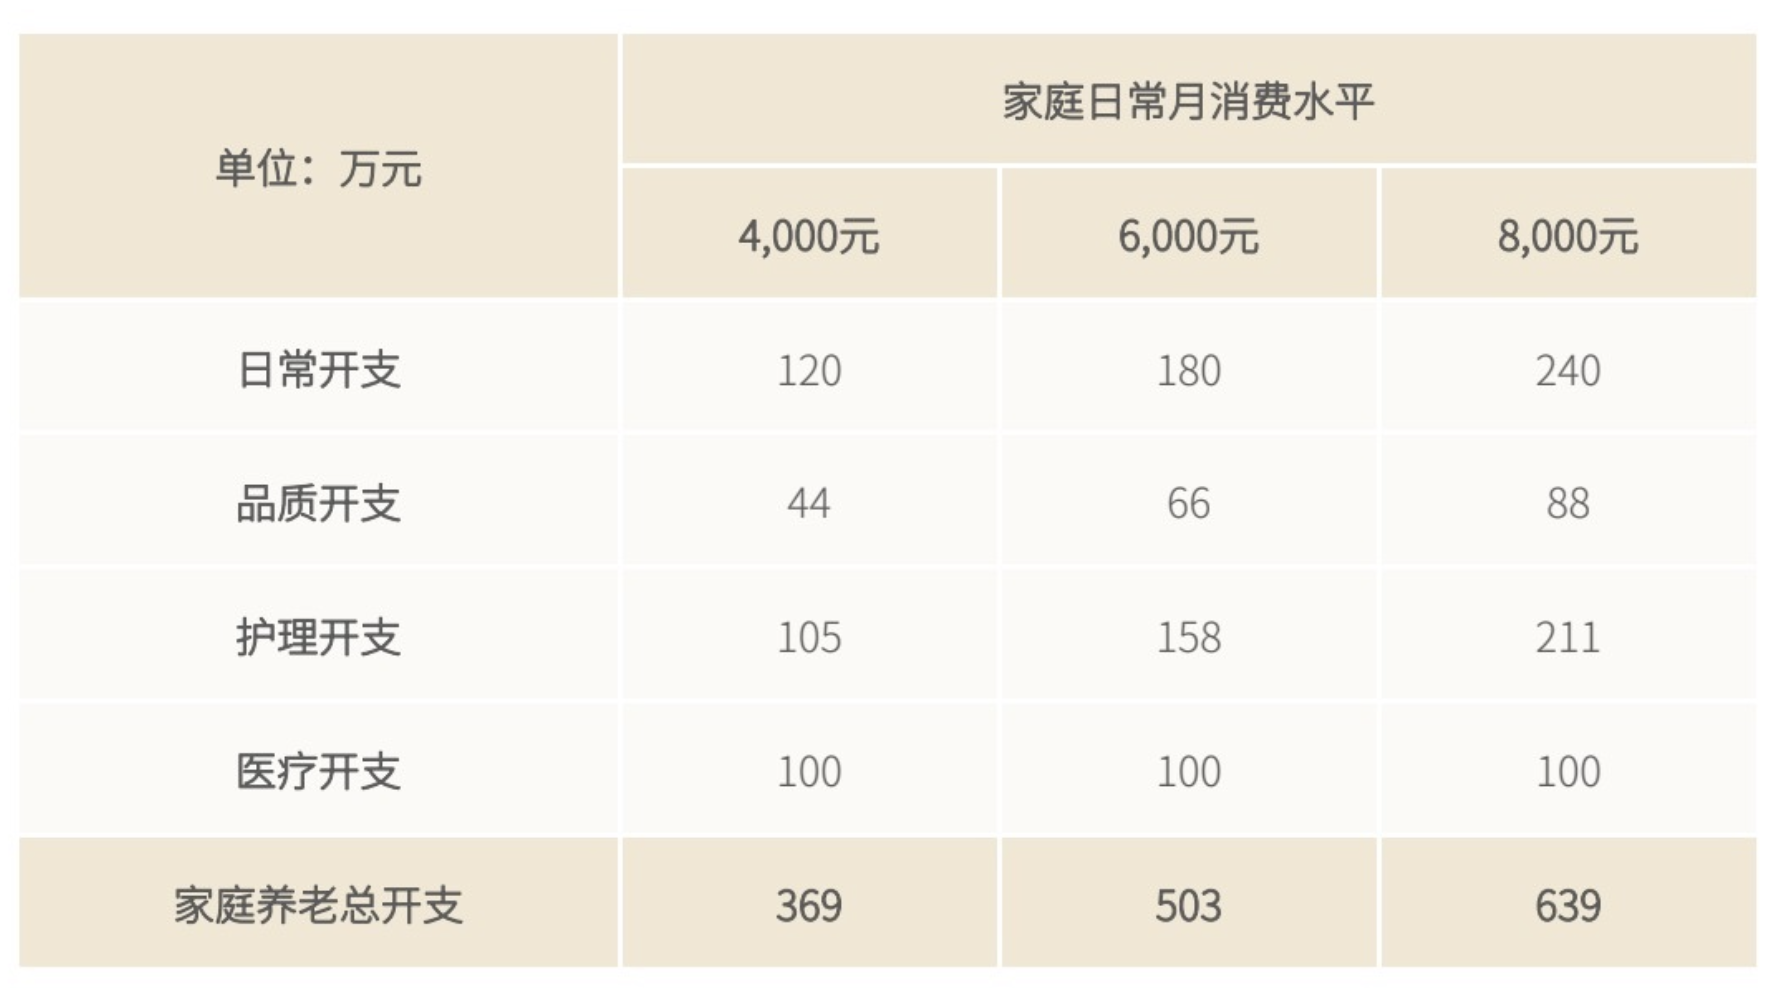 单位：万元
家庭日常月消费水平
4,000元 6,000元 8,000元
日常开支 120 180 240
品质开支 44 66 88
护理开支 105 158 211
医疗开支 100 100 100
家庭养老总开支 369 503 639